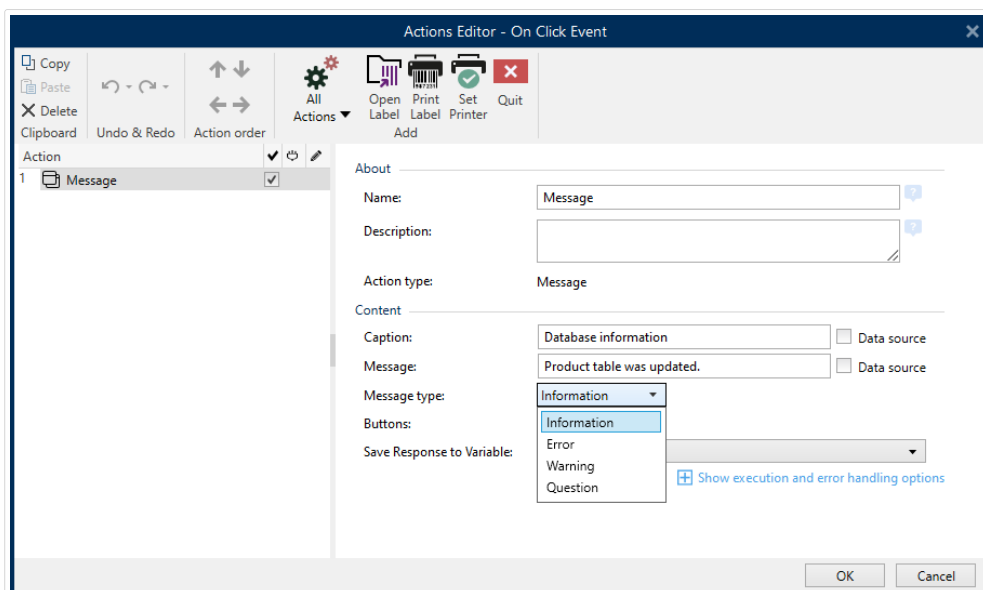 Actions Editor - On Click Event
Copy
Paste
Delete
Clipboard
Undo & Redo
Action order
All
Actions
Open
Label
Print
Label
Set
Printer
Quit
Add
Action
1 Message
About
Name: Message
Description:
Action type: Message
Content
Caption: Database information Data source
Message: Product table was updated. Data source
Message type: Information
Information
Buttons:
Error
Save Response to Variable:
Warning
Question
Show execution and error handling options
OK Cancel